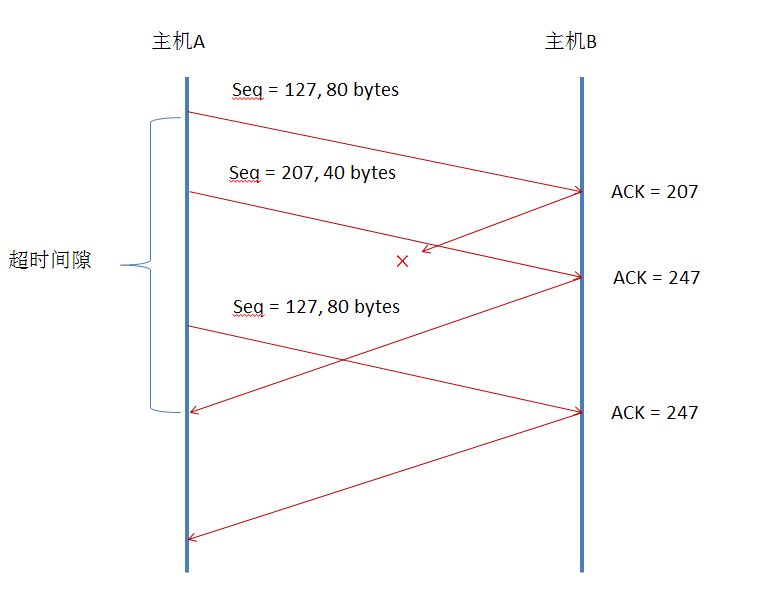 主机A
主机B
Seq = 127, 80 bytes
Seq = 207, 40 bytes
ACK = 207
超时间隙
×
ACK = 247
Seq = 127, 80 bytes
ACK = 247